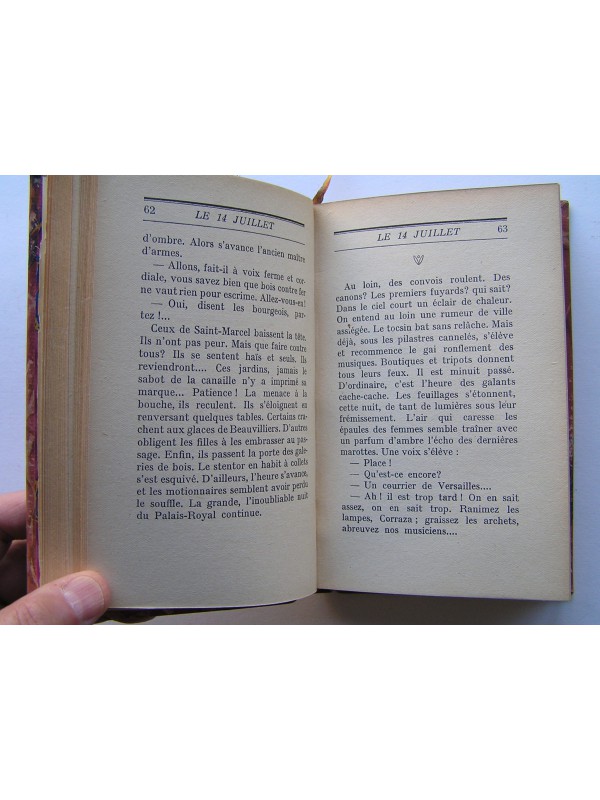 62
LE 14 JUILLET
d'ombre. Alors s'avance l'ancien maître
d'armes.
— Allons, fait-il à voix ferme et cor-
diale, vous savez bien que bois contre fer
ne vaut rien pour escrime. Allez-vous-en!
— Oui, disent les bourgeois, par-
tez!...
Ceux de Saint-Marcel baissent la tête.
Ils n'ont pas peur. Mais que faire contre
tous? Ils se sentent haïs et seuls. Ils
reviendront.... Ces jardins, jamais le
sabot de la canaille n'y a imprimé sa
marque... Patience! La menace à la
bouche, ils reculent. Ils s'éloignent en
renversant quelques tables. Certains cra-
chent aux glaces de Beauvilliers. D'autres
obligent les filles à les embrasser au pas-
sage. Enfin, ils passent la porte des gale-
ries de bois. Le stentor en habit à collets
s'est esquivé. D'ailleurs, l'heure s'avance,
et les motionnaires semblent avoir perdu
le souffle. La grande, l'inoubliable nuit
du Palais-Royal continue.
LE 14 JUILLET
63
Au loin, des convois roulent. Des
canons? Les premiers fuyards? qui sait?
Dans le ciel court un éclair de chaleur.
On entend au loin une rumeur de ville
assiégée. Le tocsin bat sans relâche. Mais
déjà, sous les pilastres cannelés, s'élève
et recommence le gai ronflement des
musiques. Boutiques et tripots donnent
tous leurs feux. Il est minuit passé.
D'ordinaire, c'est l'heure des galants
cache-cache. Les feuillages s'étonnent,
cette nuit, de tant de lumières sous leur
frémissement. L'air qui caresse les
épaules des femmes semble traîner avec
un parfum d'ambre l'écho des dernières
marottes. Une voix s'élève :
— Place !
— Qu'est-ce encore?
— Un courrier de Versailles....
— Ah! il est trop tard! On en sait
assez, on en sait trop. Ranimez les
lampes, Corraza ; graissez les archets,
abreuvez nos musiciens....